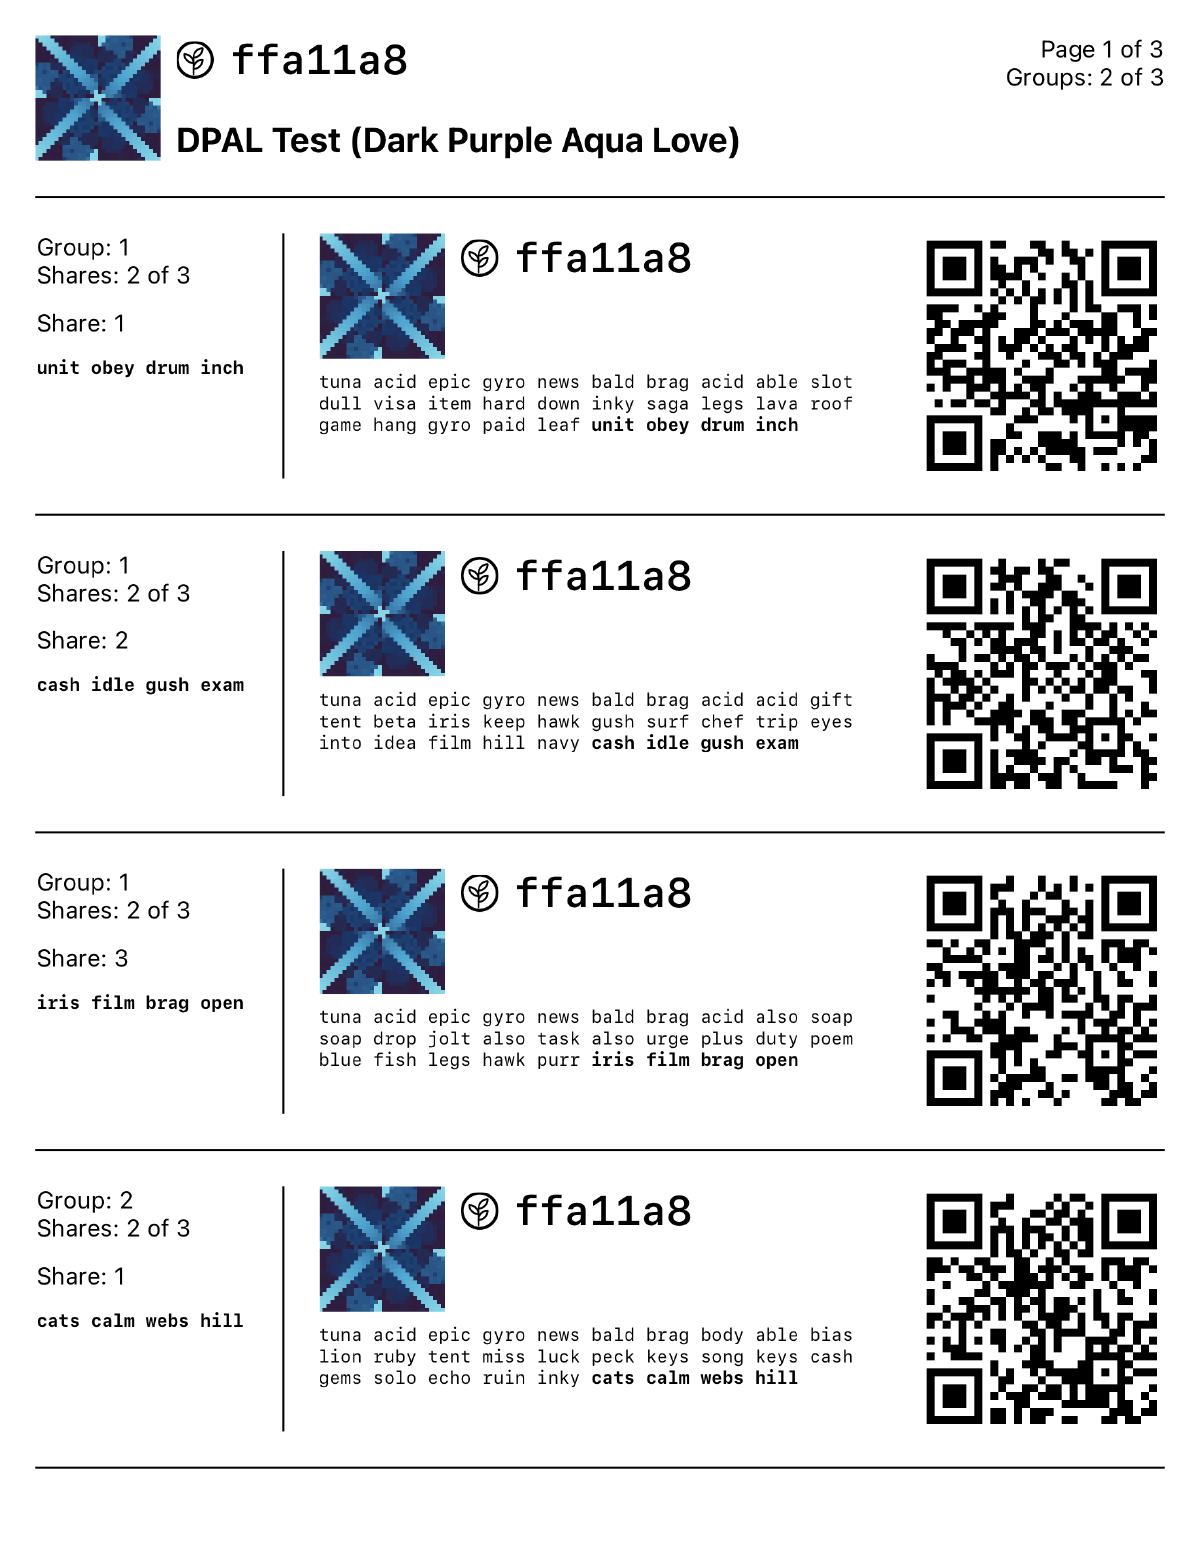 ffa11a8
Page 1 of 3
Groups: 2 of 3
DPAL Test (Dark Purple Aqua Love)
Group: 1
Shares: 2 of 3
Share: 1
unit obey drum inch
ffa11a8
tuna acid epic gyro news bald brag acid able slot
dull visa item hard down inky saga legs lava roof
game hang gyro paid leaf unit obey drum inch
Group: 1
Shares: 2 of 3
Share: 2
cash idle gush exam
ffa11a8
tuna acid epic gyro news bald brag acid acid gift
tent beta iris keep hawk gush surf chef trip eyes
into idea film hill navy cash idle gush exam
Group: 1
Shares: 2 of 3
Share: 3
iris film brag open
ffa11a8
tuna acid epic gyro news bald brag acid also soap
soap drop jolt also task also urge plus duty poem
blue fish legs hawk purr iris film brag open
Group: 2
Shares: 2 of 3
Share: 1
cats calm webs hill
ffa11a8
tuna acid epic gyro news bald brag body able bias
lion ruby tent miss luck peck keys song keys cash
gems solo echo ruin inky cats calm webs hill